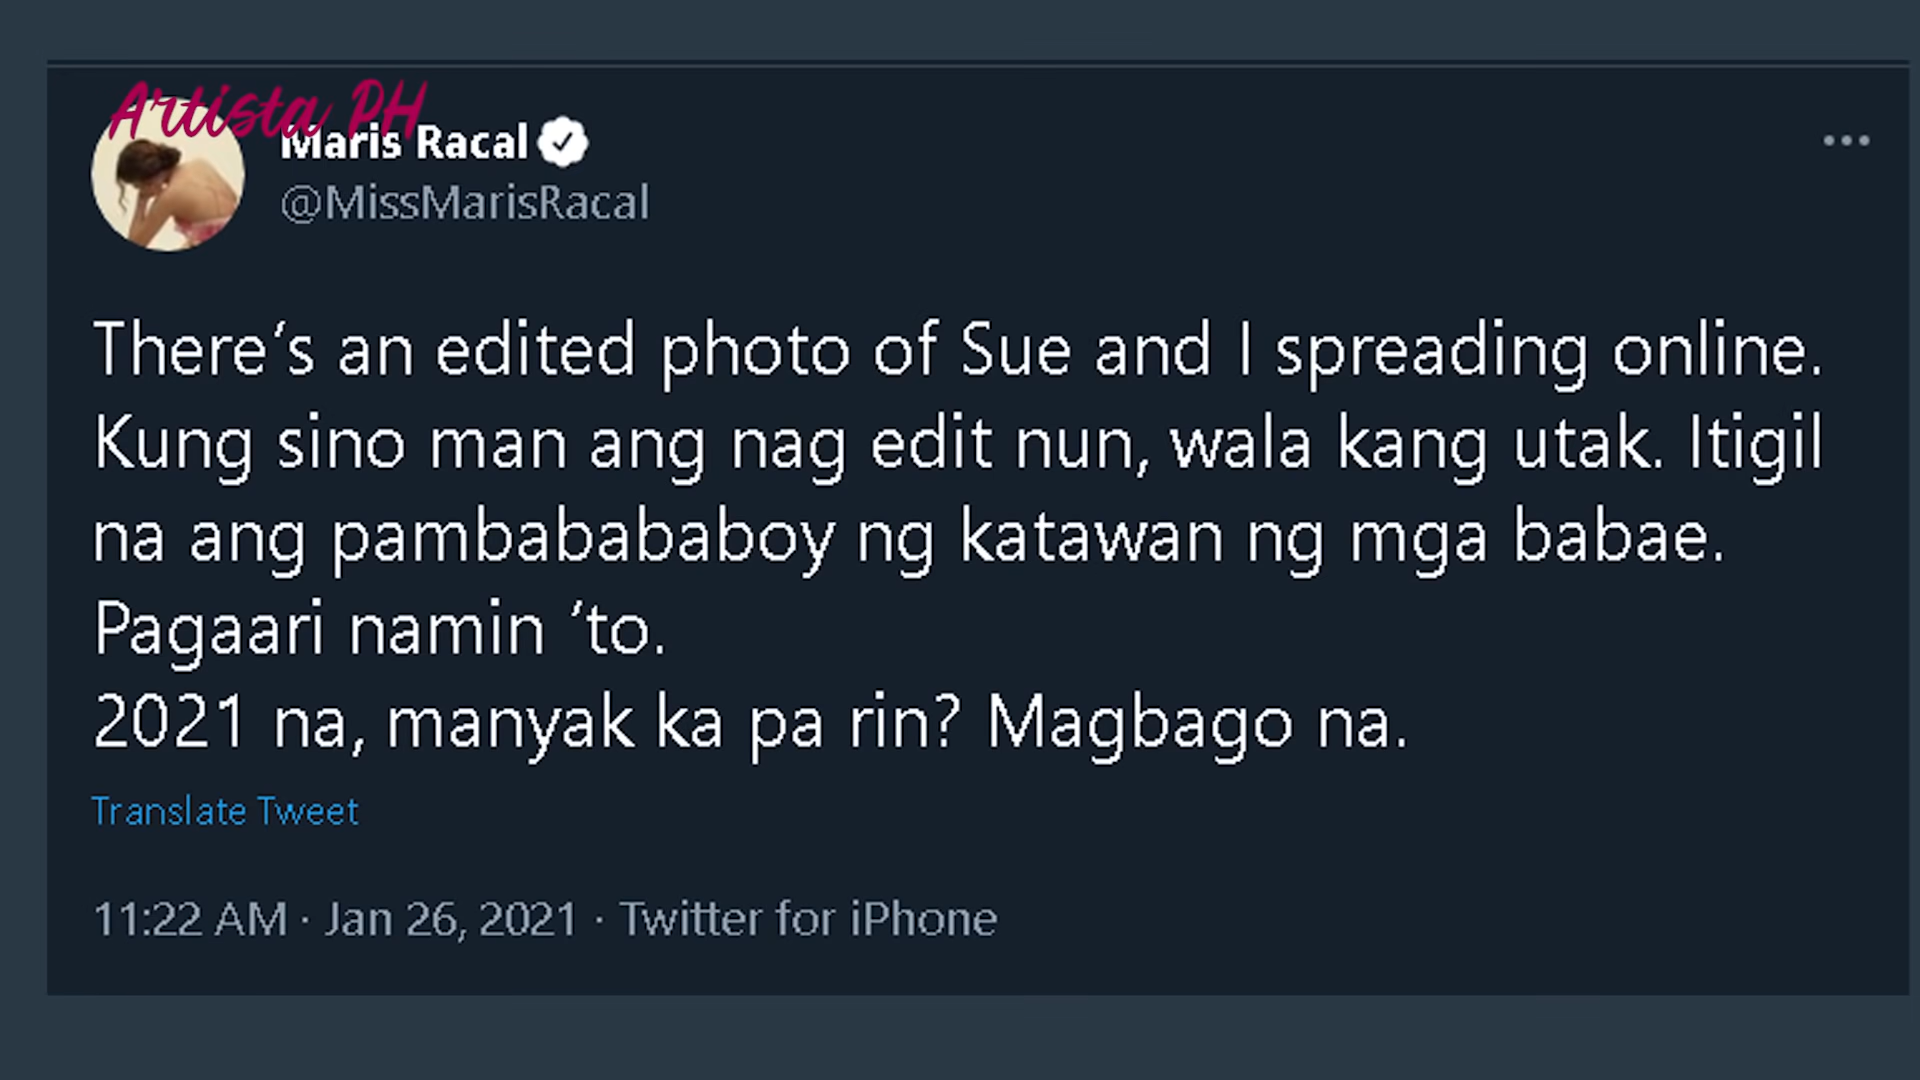 Artista PH
Maris Racal
@MissMarisRacal
There‘s an edited photo of Sue and I spreading online.
Kung sino man ang nag edit nun, wala kang utak. Itigil
na ang pambabababoy ng katawan ng mga babae.
Pagaari namin ‘to.
2021 na, manyak ka pa rin? Magbago na.
Translate Tweet
11:22 AM · Jan 26, 2021 · Twitter for iPhone